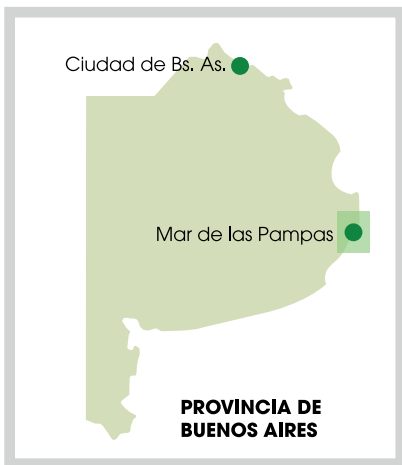 Ciudad de Bs. As.
Mar de las Pampas
PROVINCIA DE
BUENOS AIRES